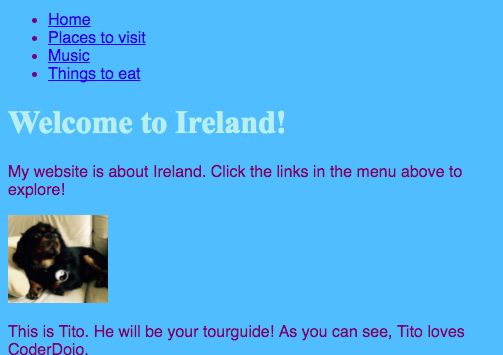 Home
Places to visit
Music
Things to eat
Welcome to Ireland!
My website is about Ireland. Click the links in the menu above to
explore!
This is Tito. He will be your tourguide! As you can see, Tito loves
CoderDojo.